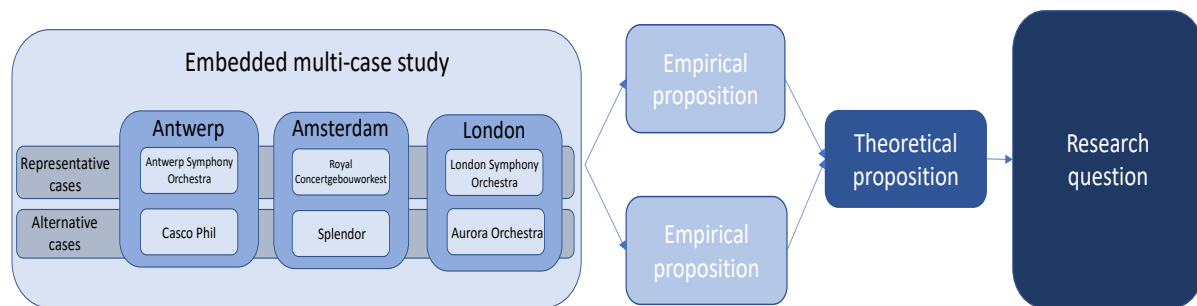 Embedded multi-case study
Antwerp
Amsterdam
London
Representative
cases
Antwerp Symphony
Orchestra
Royal
Concertgebouworkest
London Symphony
Orchestra
Alternative
cases
Casco Phil
Splendor
Aurora Orchestra
Empirical
proposition
Empirical
proposition
Theoretical
proposition
Research
question